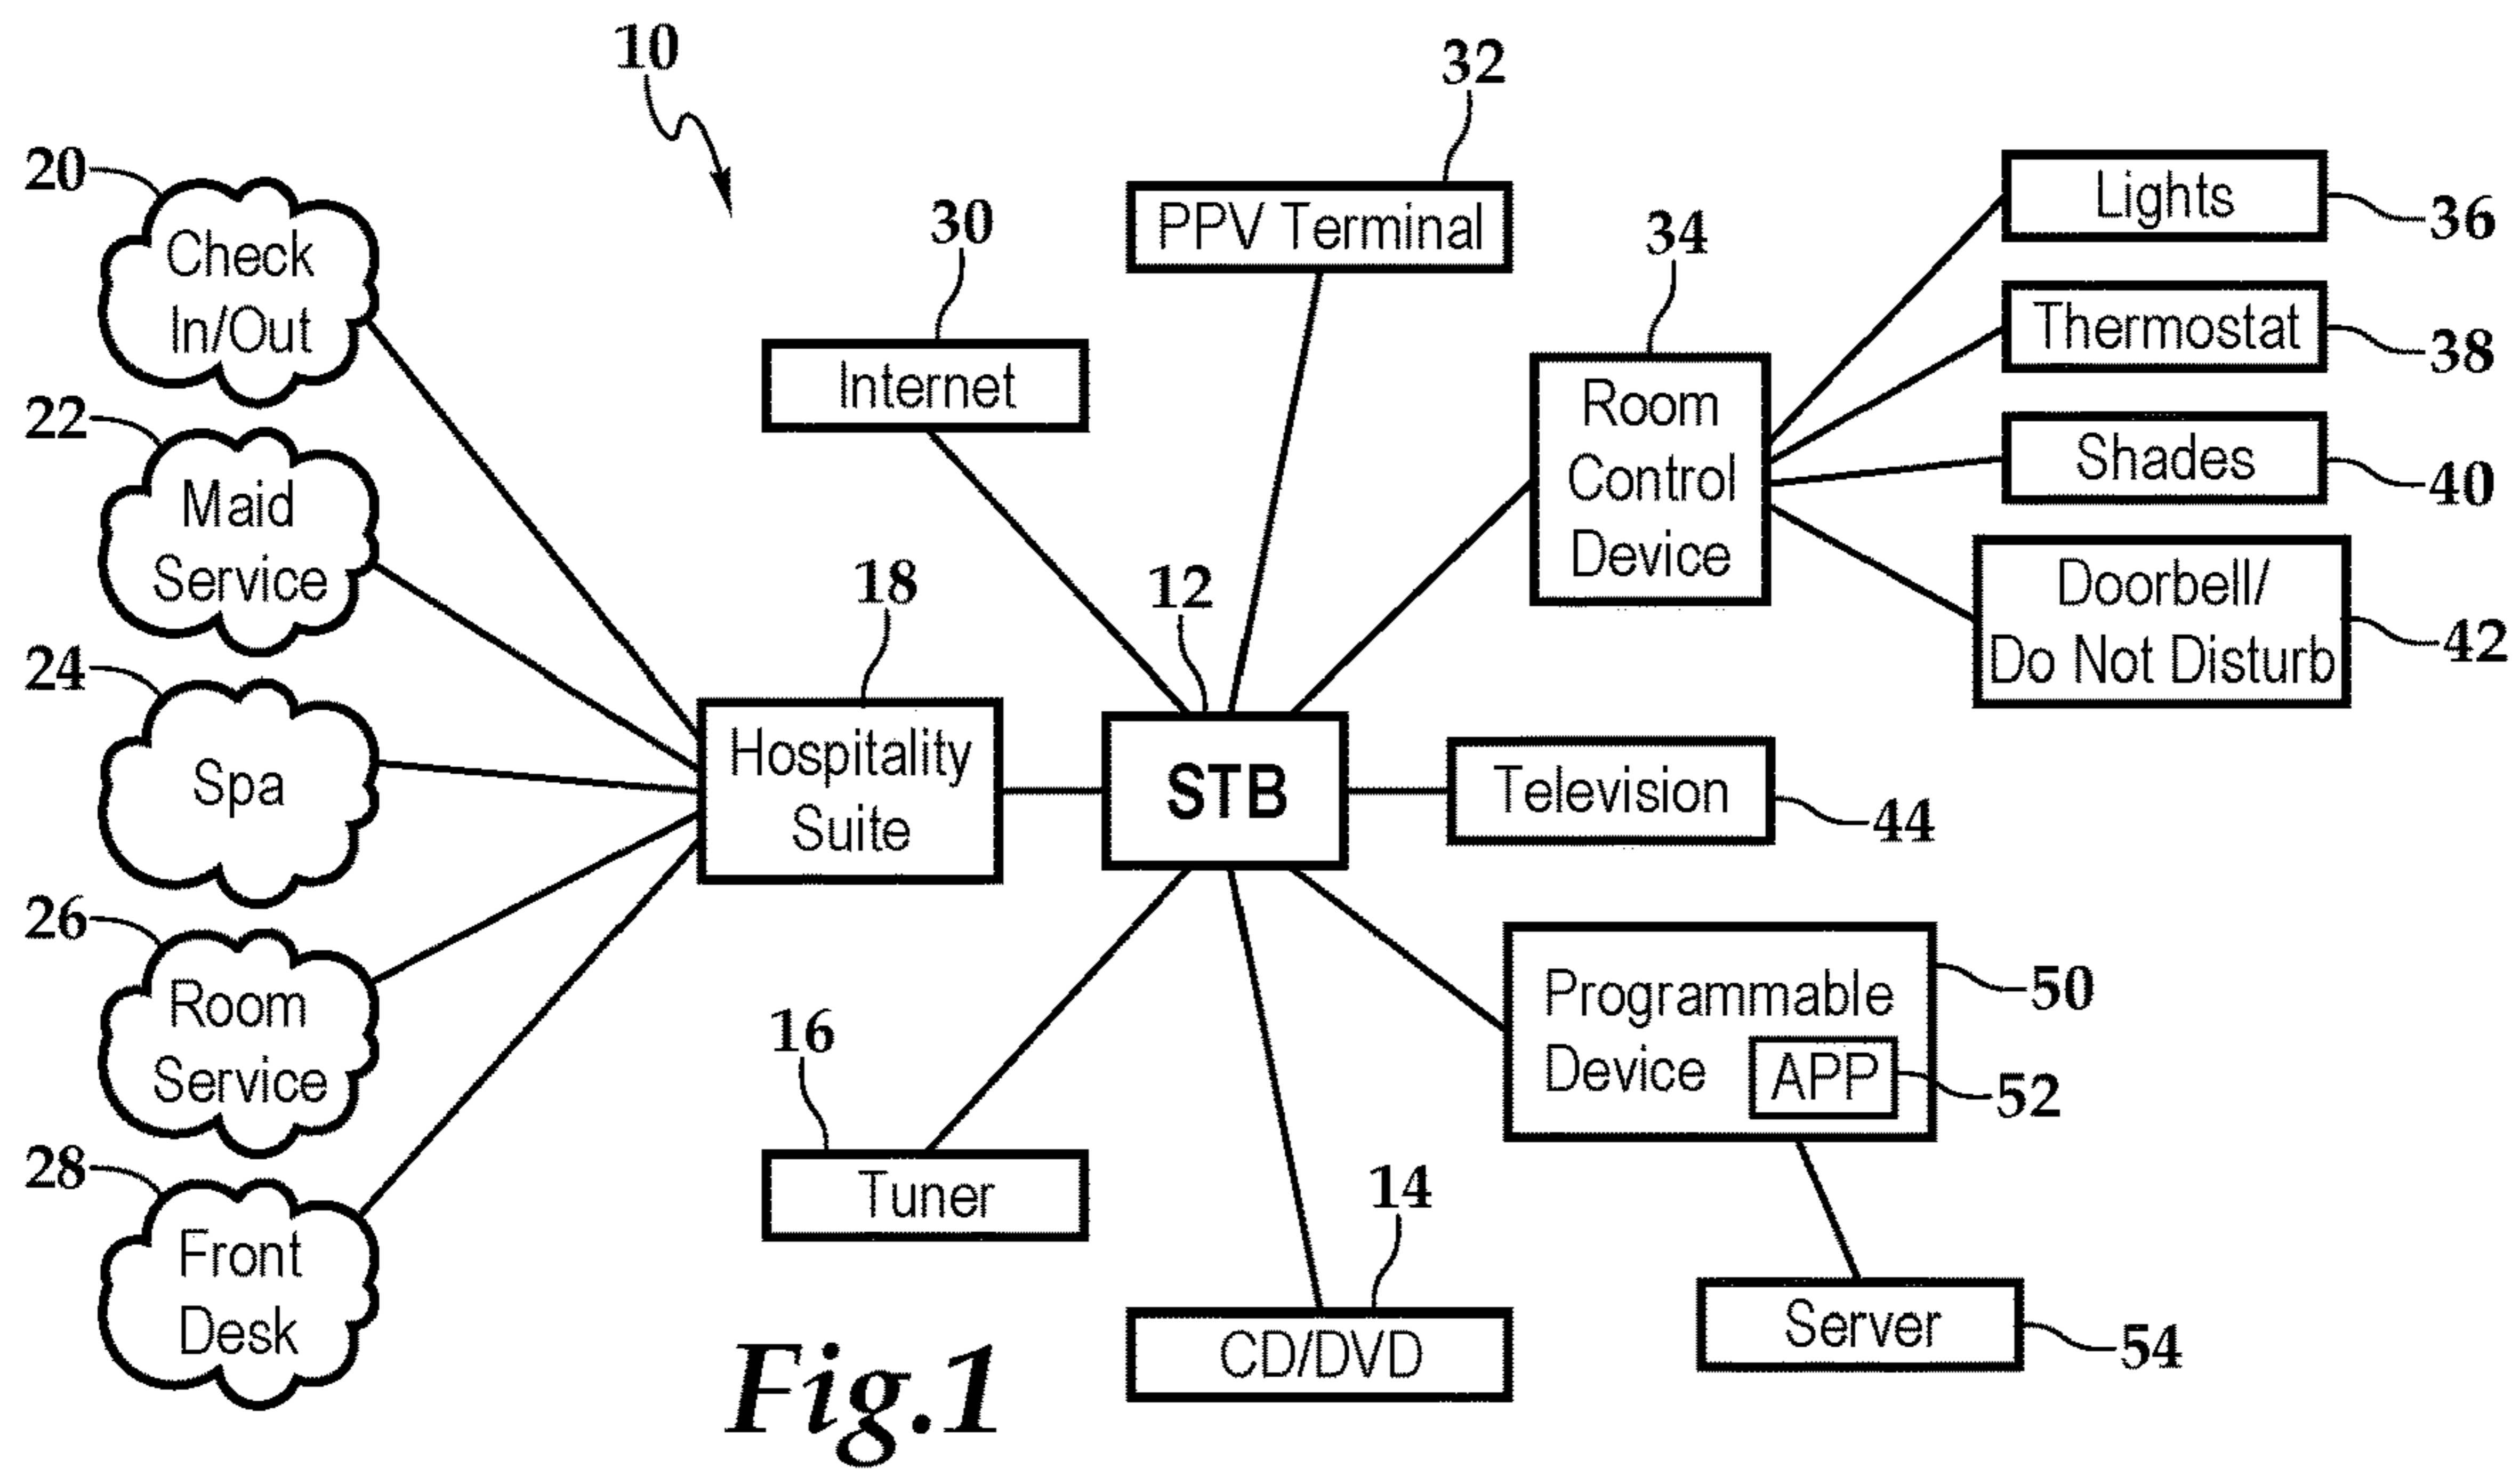 10
32
20
Check
In/Out
30
PPV Terminal
34
Lights
36
Internet
Thermostat
38
22
Maid
Service
Room
Control
Device
Shades
40
18
12
Doorbell/
Do Not Disturb
42
24
Spa
Hospitality
Suite
STB
Television
44
26
Room
Service
16
Programmable
Device
50
APP
52
28
Front
Desk
Tuner
14
CD/DVD
Server
54
Fig.1